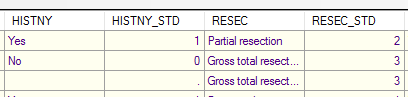 HISTNY HISTNY_STD RESEC RESEC_STD
Yes 1 Partial resection 2
No 0 Gross total resect... 3
. Gross total resect... 3